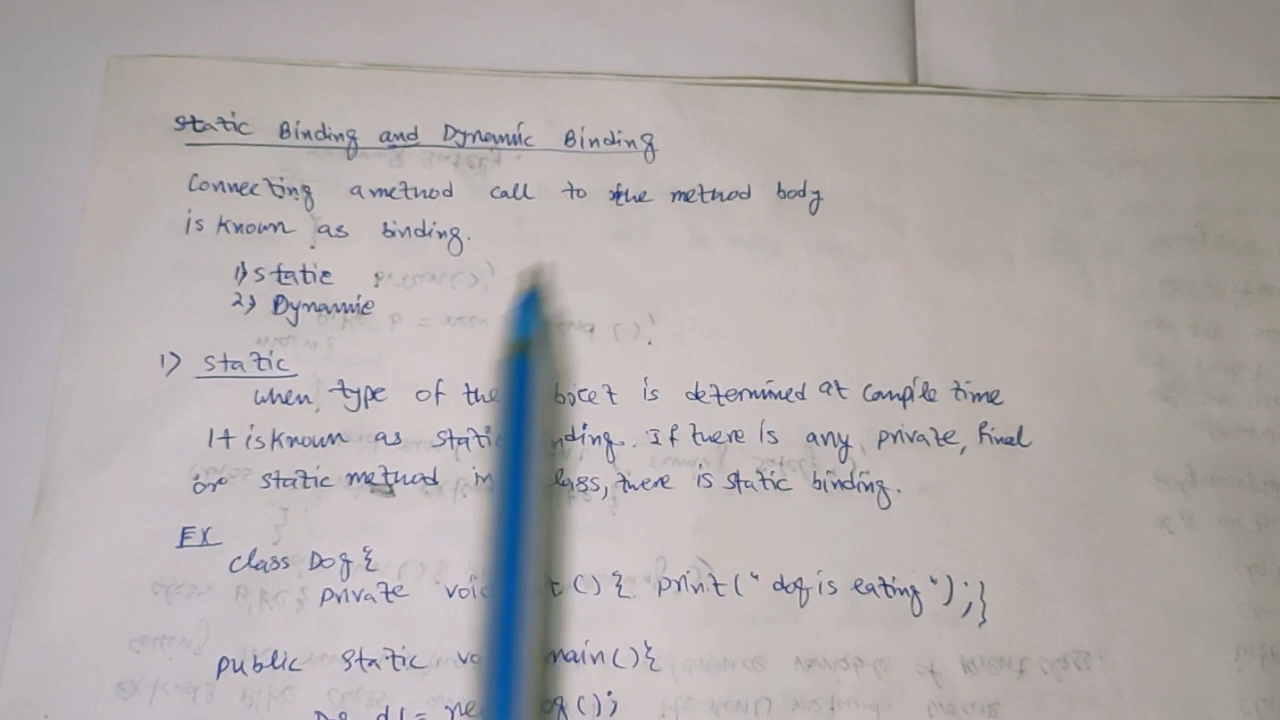 Static Binding and Dynamic Binding
Connecting a method call to the method body
is known as binding.
1) static
2) Dynamic
1) static
when type of the is determined at compile time
It is known as . If there is any private, final
or static method in , there is static binding.
EX
class Dog {
private () { print(" dog is eating ");}
public static main(){
d1 =